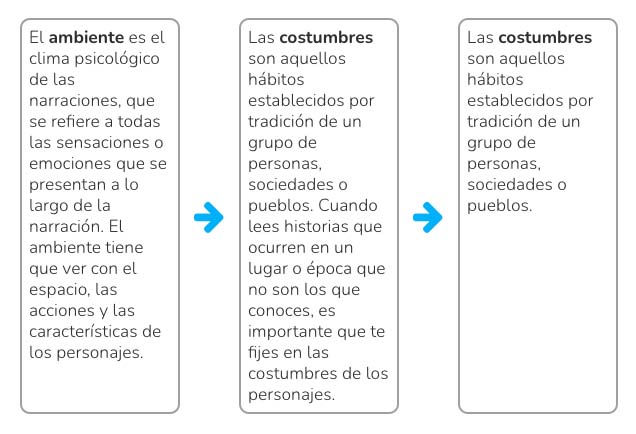 El ambiente es el
clima psicológico
de las
narraciones, que
se refiere a todas
las sensaciones o
emociones que se
presentan a lo
largo de la
narración. El
ambiente tiene
que ver con el
espacio, las
acciones y las
características de
los personajes.
Las costumbres
son aquellos
hábitos
establecidos por
tradición de un
grupo de
personas,
sociedades o
pueblos. Cuando
lees historias que
ocurren en un
lugar o época que
no son los que
conoces, es
importante que te
fijes en las
costumbres de los
personajes.
Las costumbres
son aquellos
hábitos
establecidos por
tradición de un
grupo de
personas,
sociedades o
pueblos.